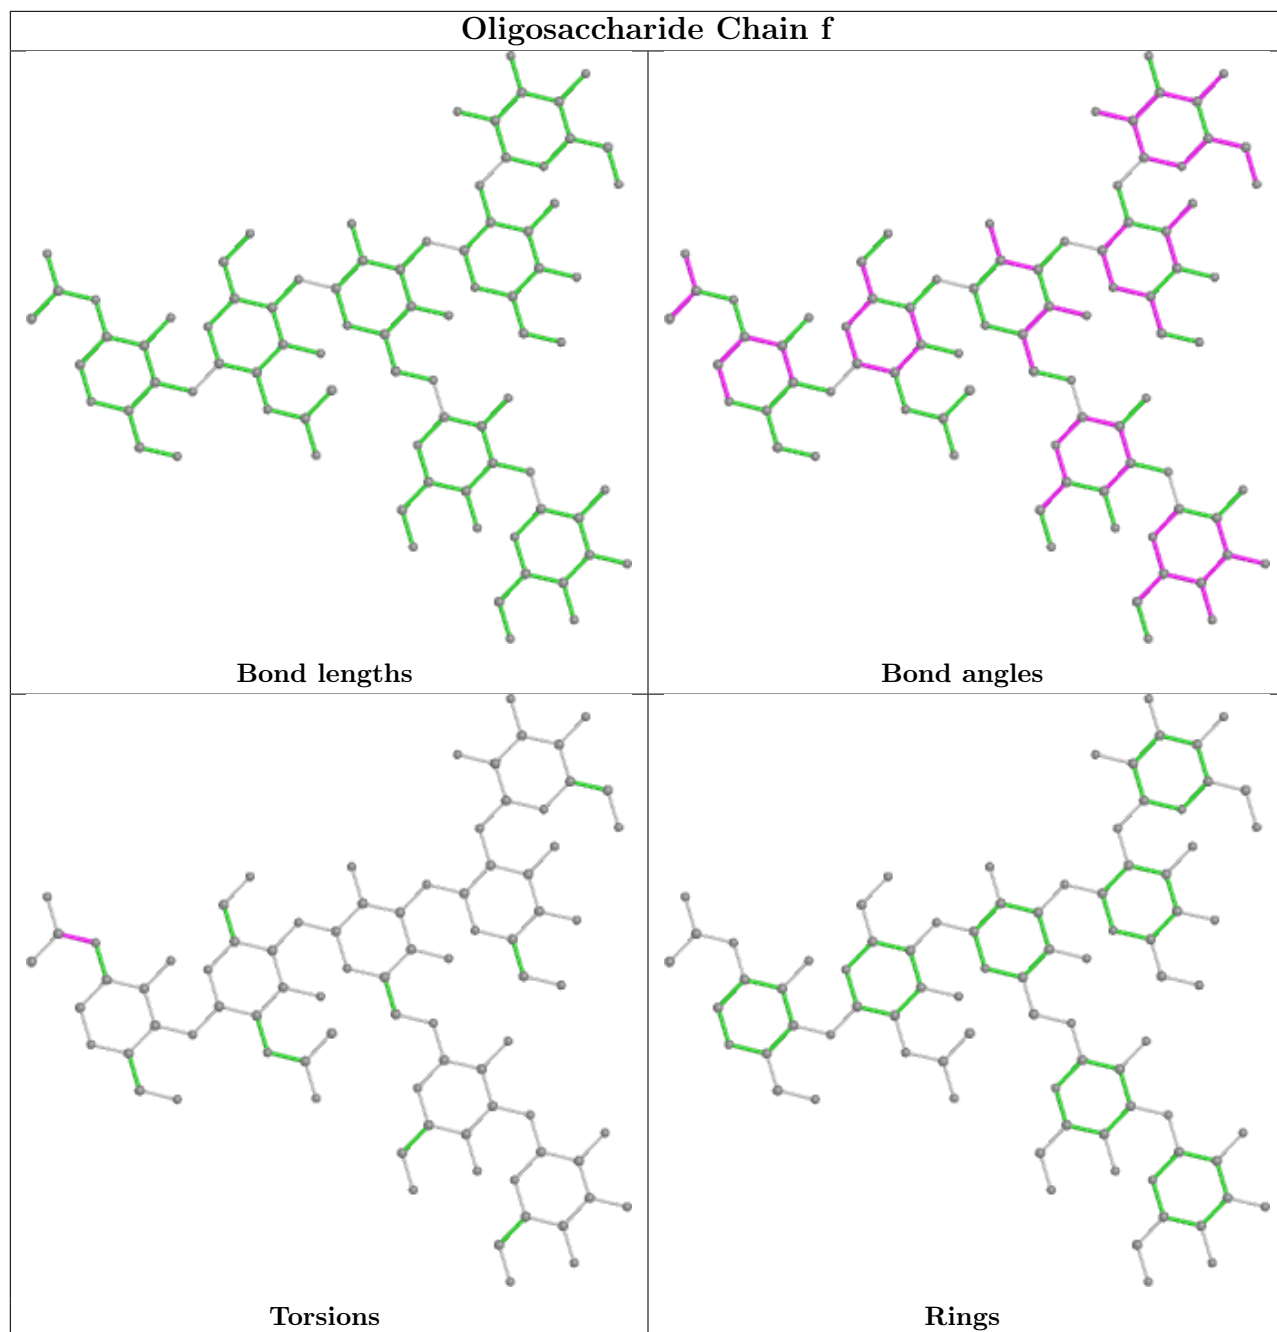 Oligosaccharide Chain f
Bond lengths
Bond angles
Torsions
Rings